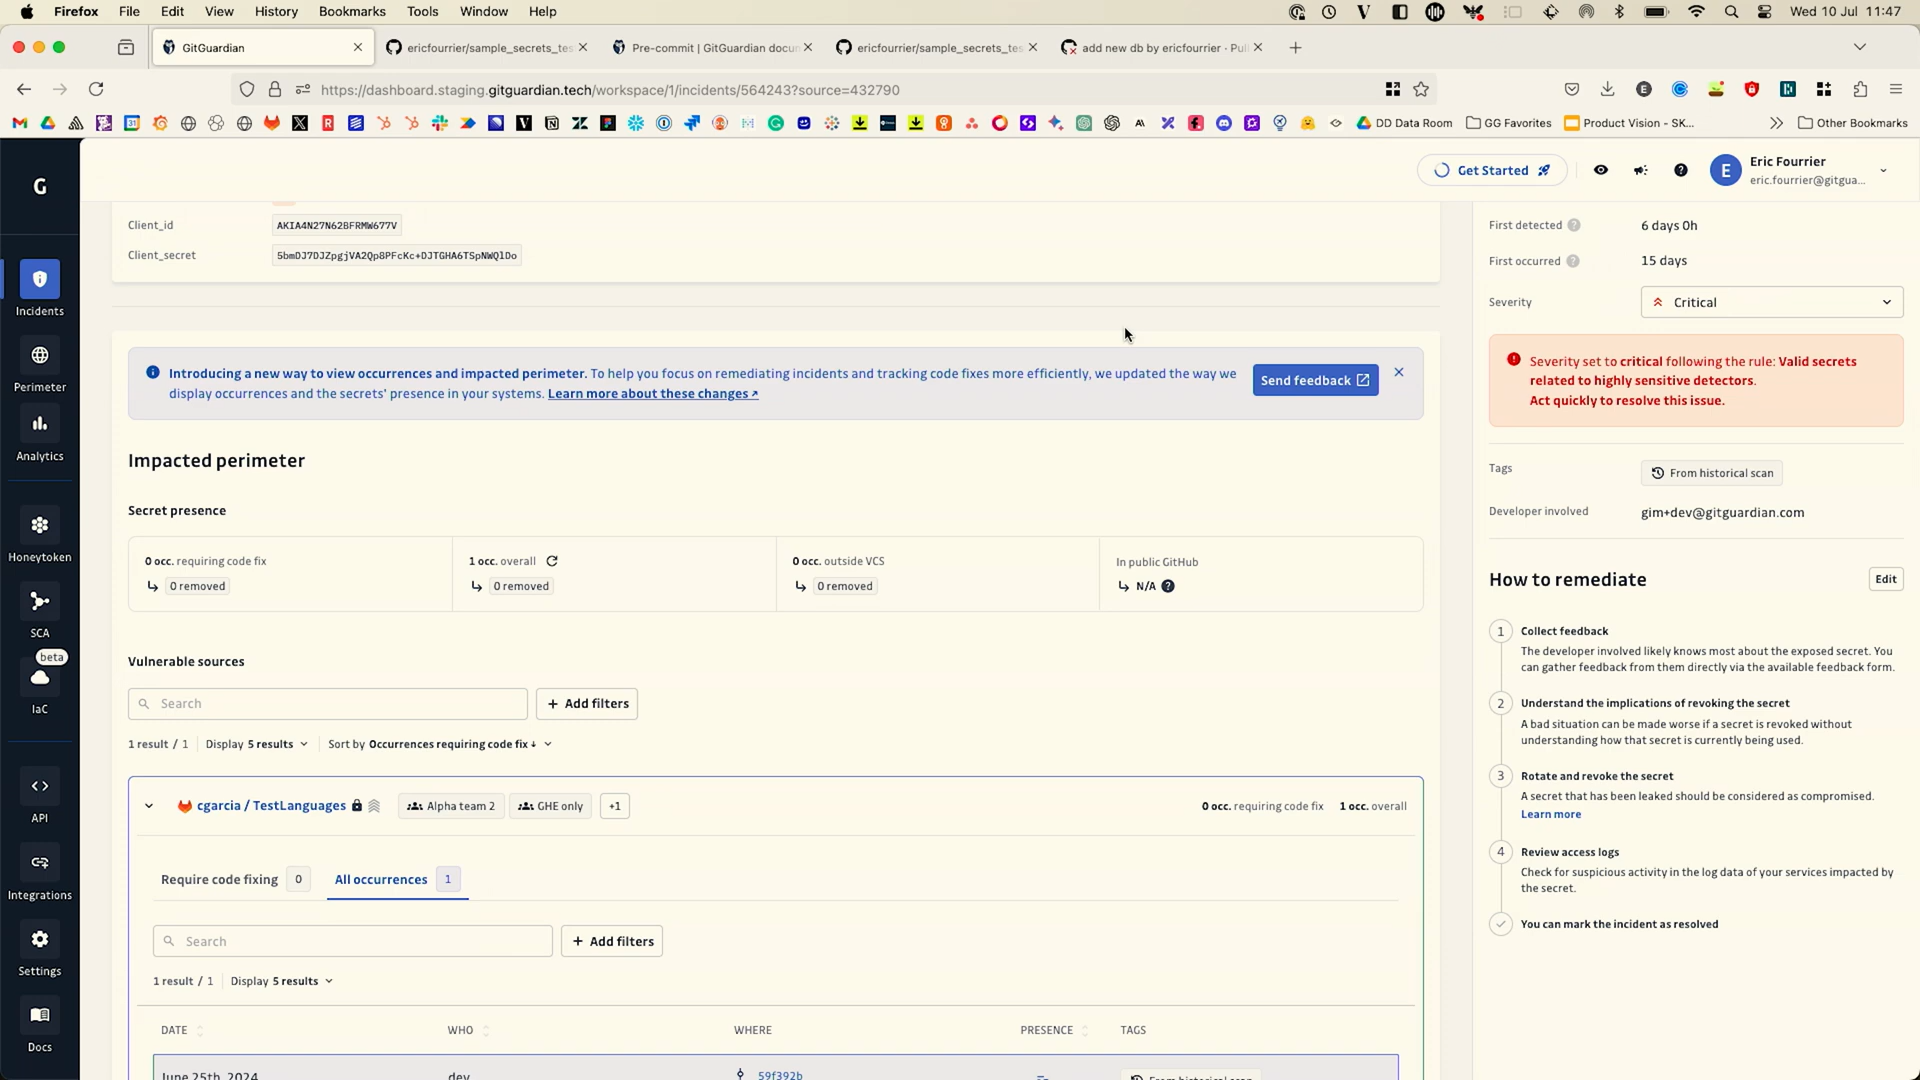 Firefox File Edit View History Bookmarks Tools Window Help
Wed 10 Jul 11:47
GitGuardian
ericfourrier/sample_secrets_tes
Pre-commit | GitGuardian docu
ericfourrier/sample_secrets_tes
add new db by ericfourrier · Pul
https://dashboard.staging.gitguardian.tech/workspace/1/incidents/564243?source=432790
DD Data Room
GG Favorites
Product Vision - SK...
Other Bookmarks
G
Get Started
E
Eric Fourrier
eric.fourrier@gitgua...
Incidents
Perimeter
Analytics
Honeytoken
SCA
beta
IaC
API
Integrations
Settings
Docs
Client_id AKIA4N27N62BFRMW677V
Client_secret 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
Introducing a new way to view occurrences and impacted perimeter. To help you focus on remediating incidents and tracking code fixes more efficiently, we updated the way we
display occurrences and the secrets' presence in your systems. Learn more about these changes
Send feedback
Impacted perimeter
Secret presence
0 occ. requiring code fix
0 removed
1 occ. overall
0 removed
0 occ. outside VCS
0 removed
In public GitHub
N/A
Vulnerable sources
Search
+ Add filters
1 result / 1 Display 5 results Sort by Occurrences requiring code fix ↓
cgarcia / TestLanguages Alpha team 2 GHE only +1 0 occ. requiring code fix 1 occ. overall
Require code fixing 0 All occurrences 1
Search
+ Add filters
1 result / 1 Display 5 results
DATE WHO WHERE PRESENCE TAGS
June 25th, 2024 dev 59f392b From historical scan
First detected 6 days 0h
First occurred 15 days
Severity Critical
Severity set to critical following the rule: Valid secrets
related to highly sensitive detectors.
Act quickly to resolve this issue.
Tags From historical scan
Developer involved gim+dev@gitguardian.com
How to remediate Edit
1 Collect feedback
The developer involved likely knows most about the exposed secret. You
can gather feedback from them directly via the available feedback form.
2 Understand the implications of revoking the secret
A bad situation can be made worse if a secret is revoked without
understanding how that secret is currently being used.
3 Rotate and revoke the secret
A secret that has been leaked should be considered as compromised.
Learn more
4 Review access logs
Check for suspicious activity in the log data of your services impacted by
the secret.
You can mark the incident as resolved